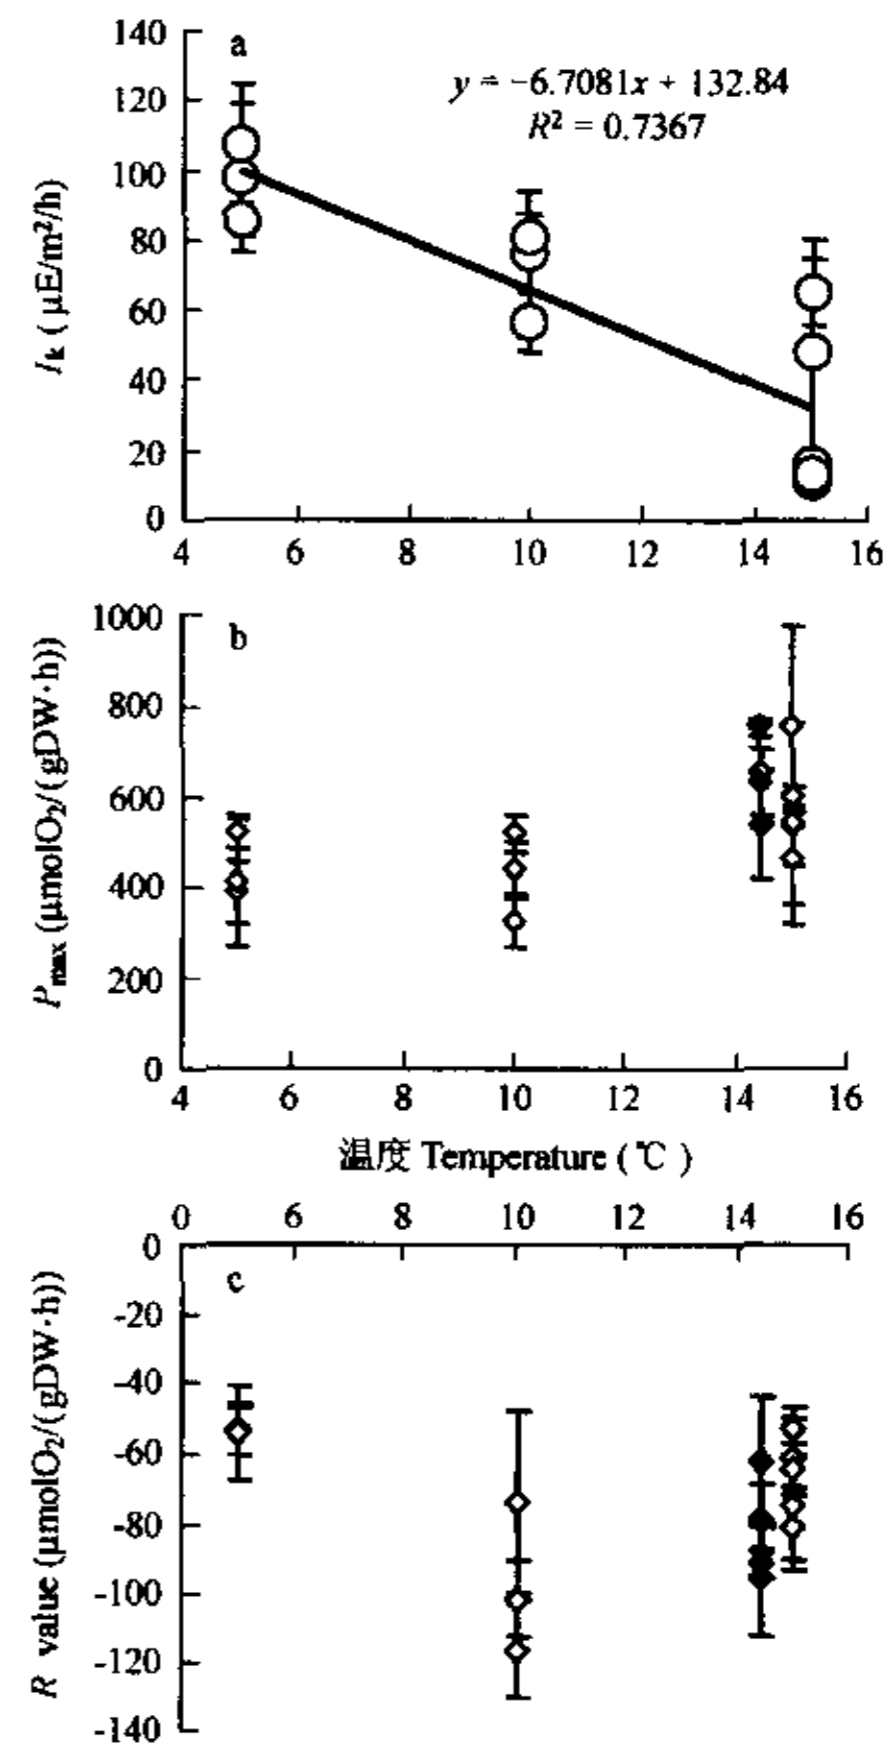 140
a
y = -6.7081x + 132.84
120
R² = 0.7367
100
80
60
40
20
0
I_k ( μE/m²/h)
4 6 8 10 12 14 16
1000
b
800
600
400
200
0
P_max (μmolO₂/(gDW·h))
4 6 8 10 12 14 16
温度 Temperature ( ℃ )
0 6 8 10 12 14 16
0
c
-20
-40
-60
-80
-100
-120
-140
R value (μmolO₂/(gDW·h))